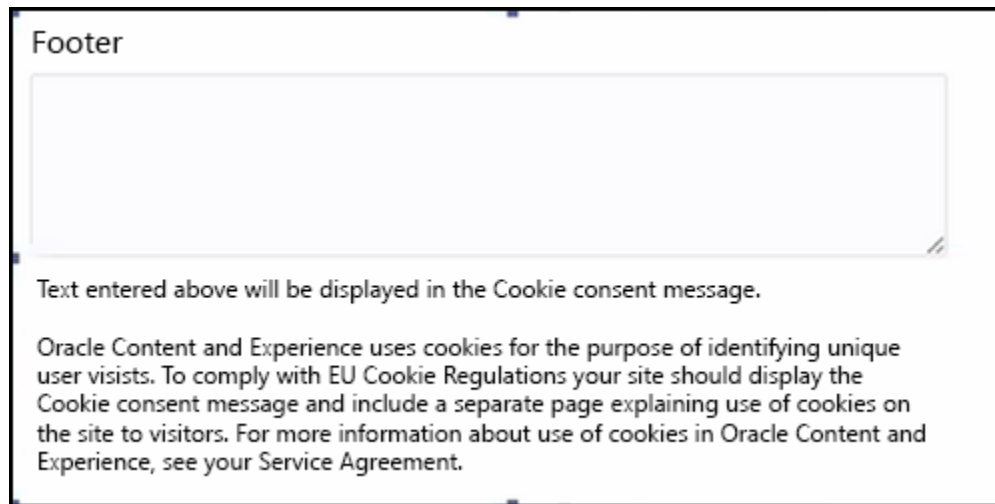 Footer
Text entered above will be displayed in the Cookie consent message.
Oracle Content and Experience uses cookies for the purpose of identifying unique
user visists. To comply with EU Cookie Regulations your site should display the
Cookie consent message and include a separate page explaining use of cookies on
the site to visitors. For more information about use of cookies in Oracle Content and
Experience, see your Service Agreement.